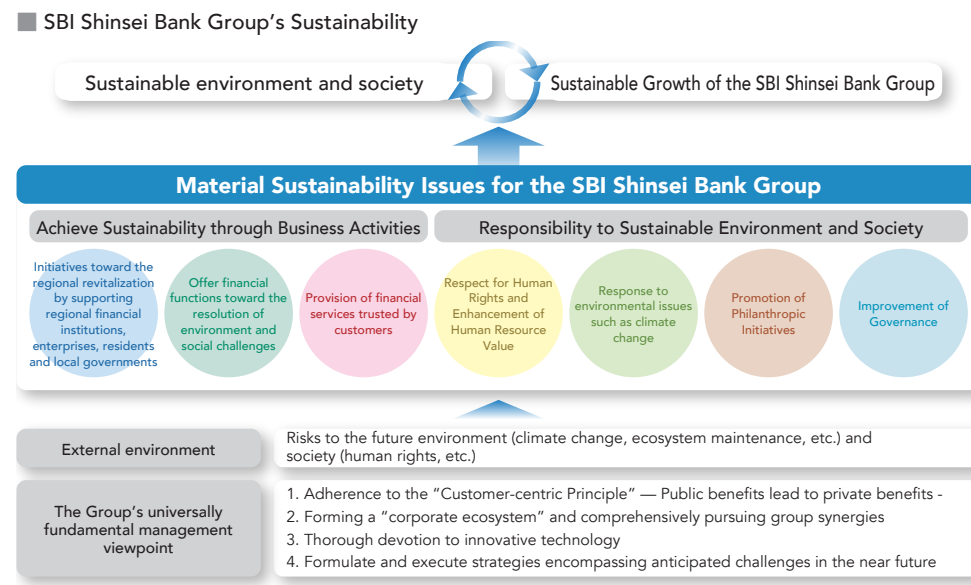 SBI Shinsei Bank Group's Sustainability
Sustainable environment and society
Sustainable Growth of the SBI Shinsei Bank Group
Material Sustainability Issues for the SBI Shinsei Bank Group
Achieve Sustainability through Business Activities
Responsibility to Sustainable Environment and Society
Initiatives toward the
regional revitalization
by supporting
regional financial
institutions,
enterprises, residents
and local governments
Offer financial
functions toward the
resolution of
environment and
social challenges
Provision of financial
services trusted by
customers
Respect for Human
Rights and
Enhancement of
Human Resource
Value
Response to
environmental issues
such as climate
change
Promotion of
Philanthropic
Initiatives
Improvement of
Governance
External environment
Risks to the future environment (climate change, ecosystem maintenance, etc.) and
society (human rights, etc.)
The Group's universally
fundamental management
viewpoint
1. Adherence to the “Customer-centric Principle” — Public benefits lead to private benefits -
2. Forming a “corporate ecosystem” and comprehensively pursuing group synergies
3. Thorough devotion to innovative technology
4. Formulate and execute strategies encompassing anticipated challenges in the near future